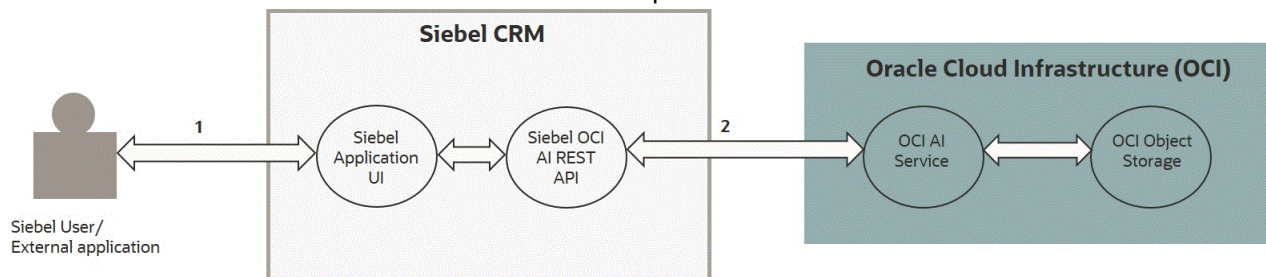 Siebel CRM
Oracle Cloud Infrastructure (OCI)
1
2
Siebel
Application
UI
Siebel OCI
AI REST
API
OCI AI
Service
OCI Object
Storage
Siebel User/
External application